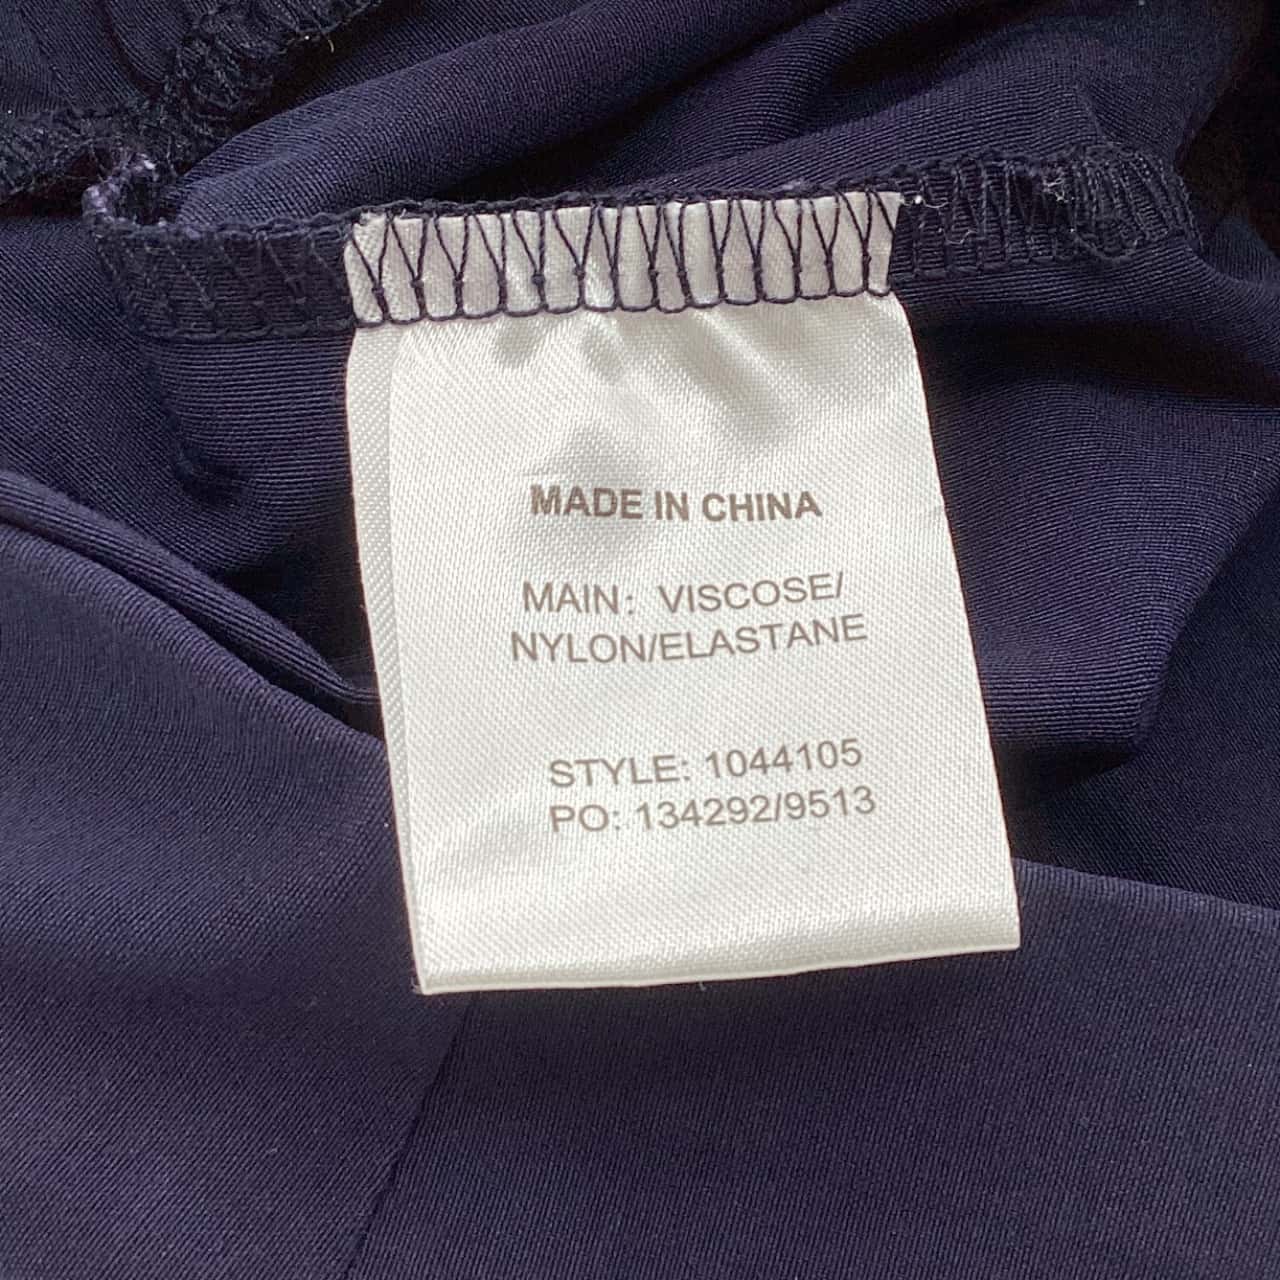 MADE IN CHINA
MAIN: VISCOSE/
NYLON/ELASTANE
STYLE: 1044105
PO: 134292/9513